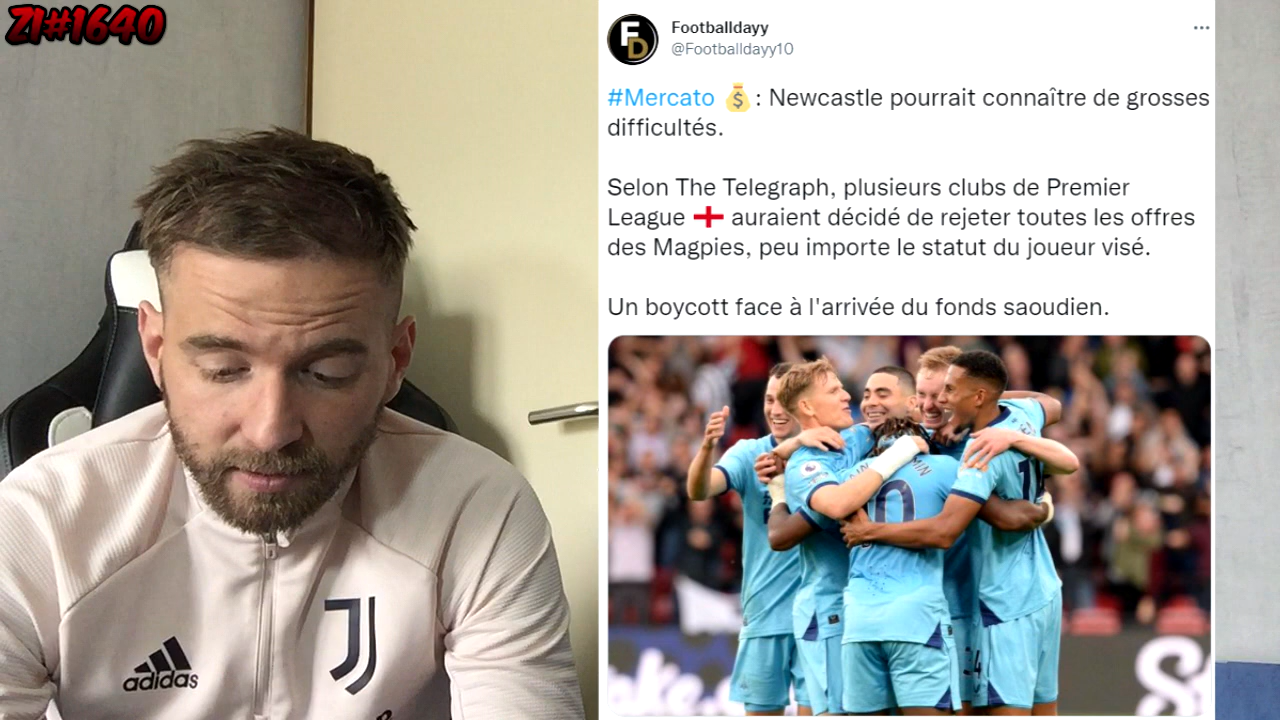 ZI#1640
Footballdayy
@Footballdayy10
#Mercato 💰 : Newcastle pourrait connaître de grosses
difficultés.
Selon The Telegraph, plusieurs clubs de Premier
League 🏴󠁧󠁢󠁥󠁮󠁧󠁿 auraient décidé de rejeter toutes les offres
des Magpies, peu importe le statut du joueur visé.
Un boycott face à l'arrivée du fonds saoudien.
adidas